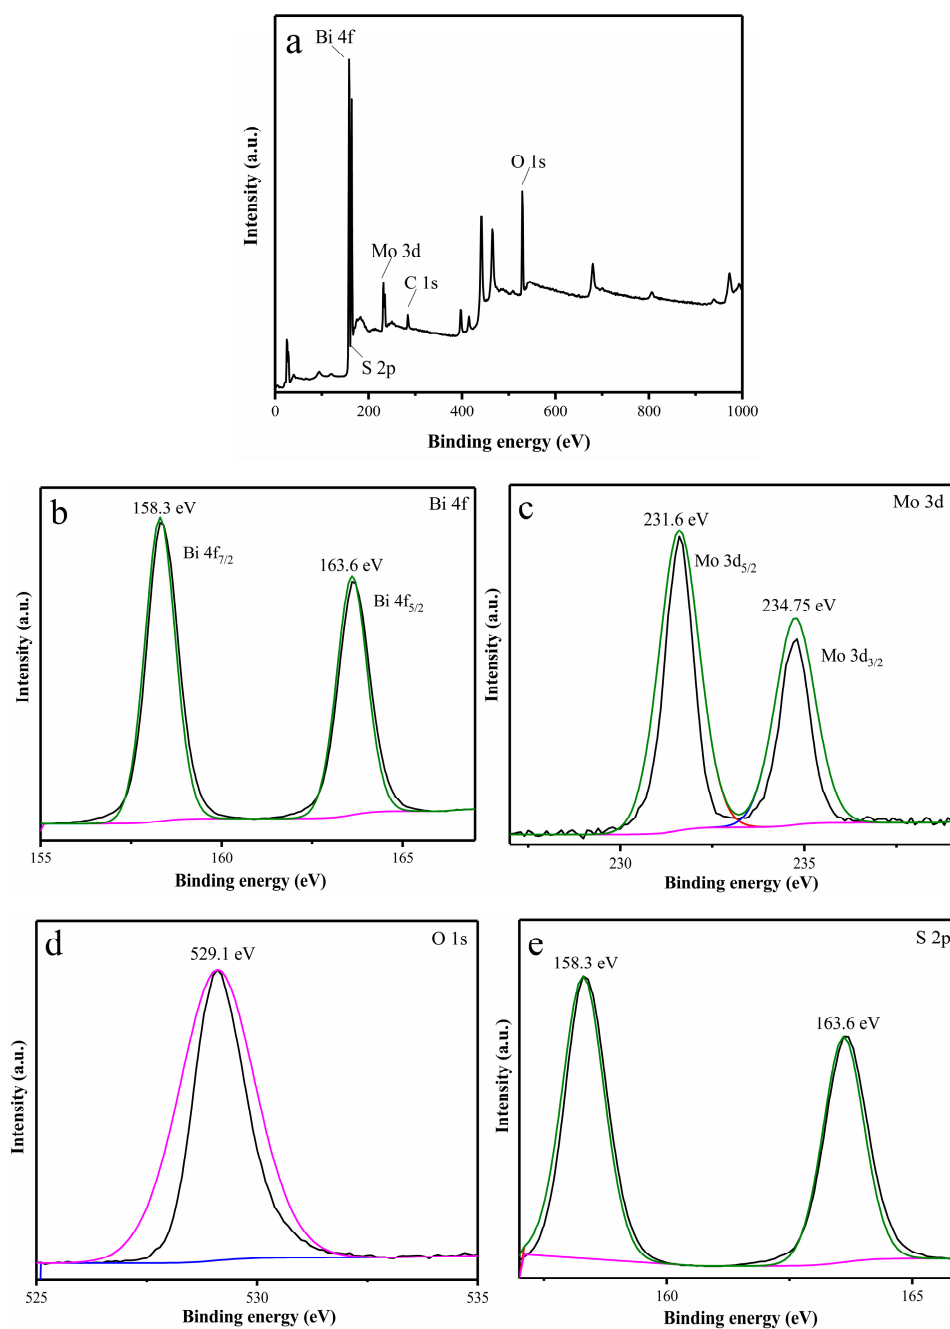 a
Bi 4f
O 1s
Mo 3d
C 1s
S 2p
Intensity (a.u.)
0 200 400 600 800 1000
Binding energy (eV)
b
Bi 4f
158.3 eV
Bi 4f7/2
163.6 eV
Bi 4f5/2
Intensity (a.u.)
155 160 165
Binding energy (eV)
c
Mo 3d
231.6 eV
Mo 3d5/2
234.75 eV
Mo 3d3/2
Intensity (a.u.)
230 235
Binding energy (eV)
d
O 1s
529.1 eV
Intensity (a.u.)
525 530 535
Binding energy (eV)
e
S 2p
158.3 eV
163.6 eV
Intensity (a.u.)
160 165
Binding energy (eV)